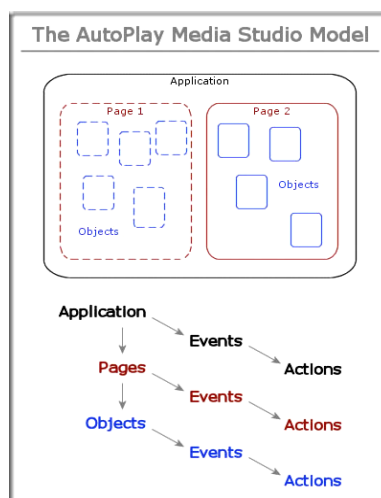 The AutoPlay Media Studio Model
Application
Page 1
Page 2
Objects
Objects
Application
Events
Actions
Pages
Events
Actions
Objects
Events
Actions